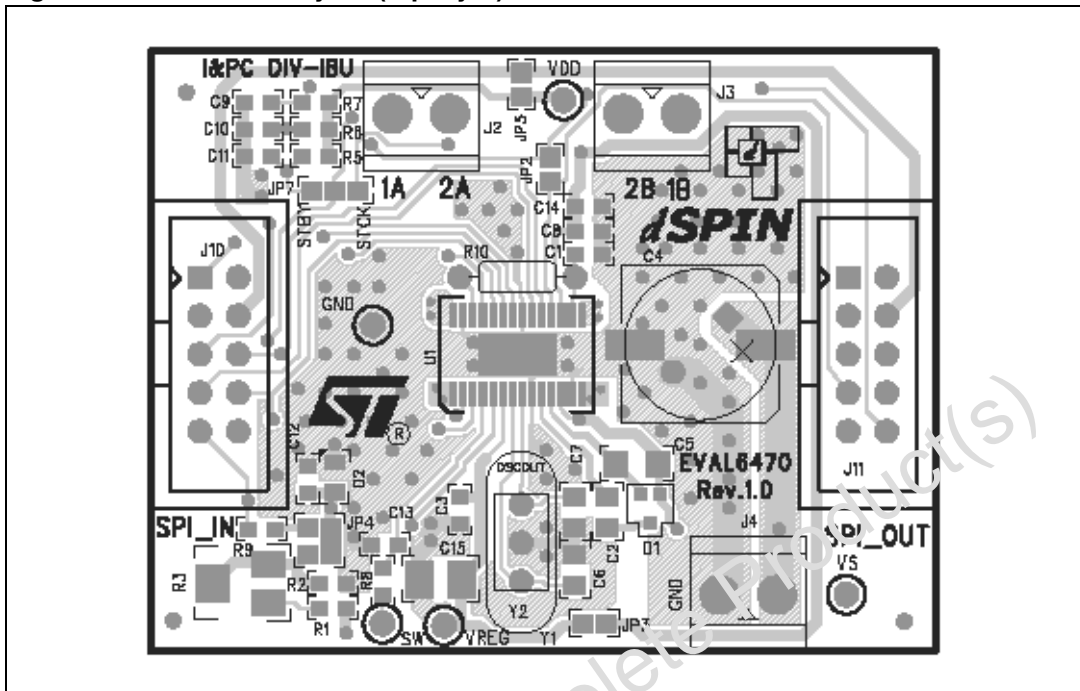 I&PC DIV-IBU
VDD
C9
R7
J2
JP5
J3
C10
R6
C11
R5
JP2
JP7
1A
2A
2B 1B
STBY
STCK
C14
C8
dSPIN
J10
R10
C1
C4
GND
U1
ST
®
C12
D2
OSCOUT
C7
C5
EVAL6470
Rev.1.0
J11
SPI_IN
JP4
C13
C3
J4
SPI_OUT
R9
C15
C2
D1
VS
R3
R2
R8
C6
GND
R1
SW
VREG
Y2
Y1
JP3
lete Product(s)